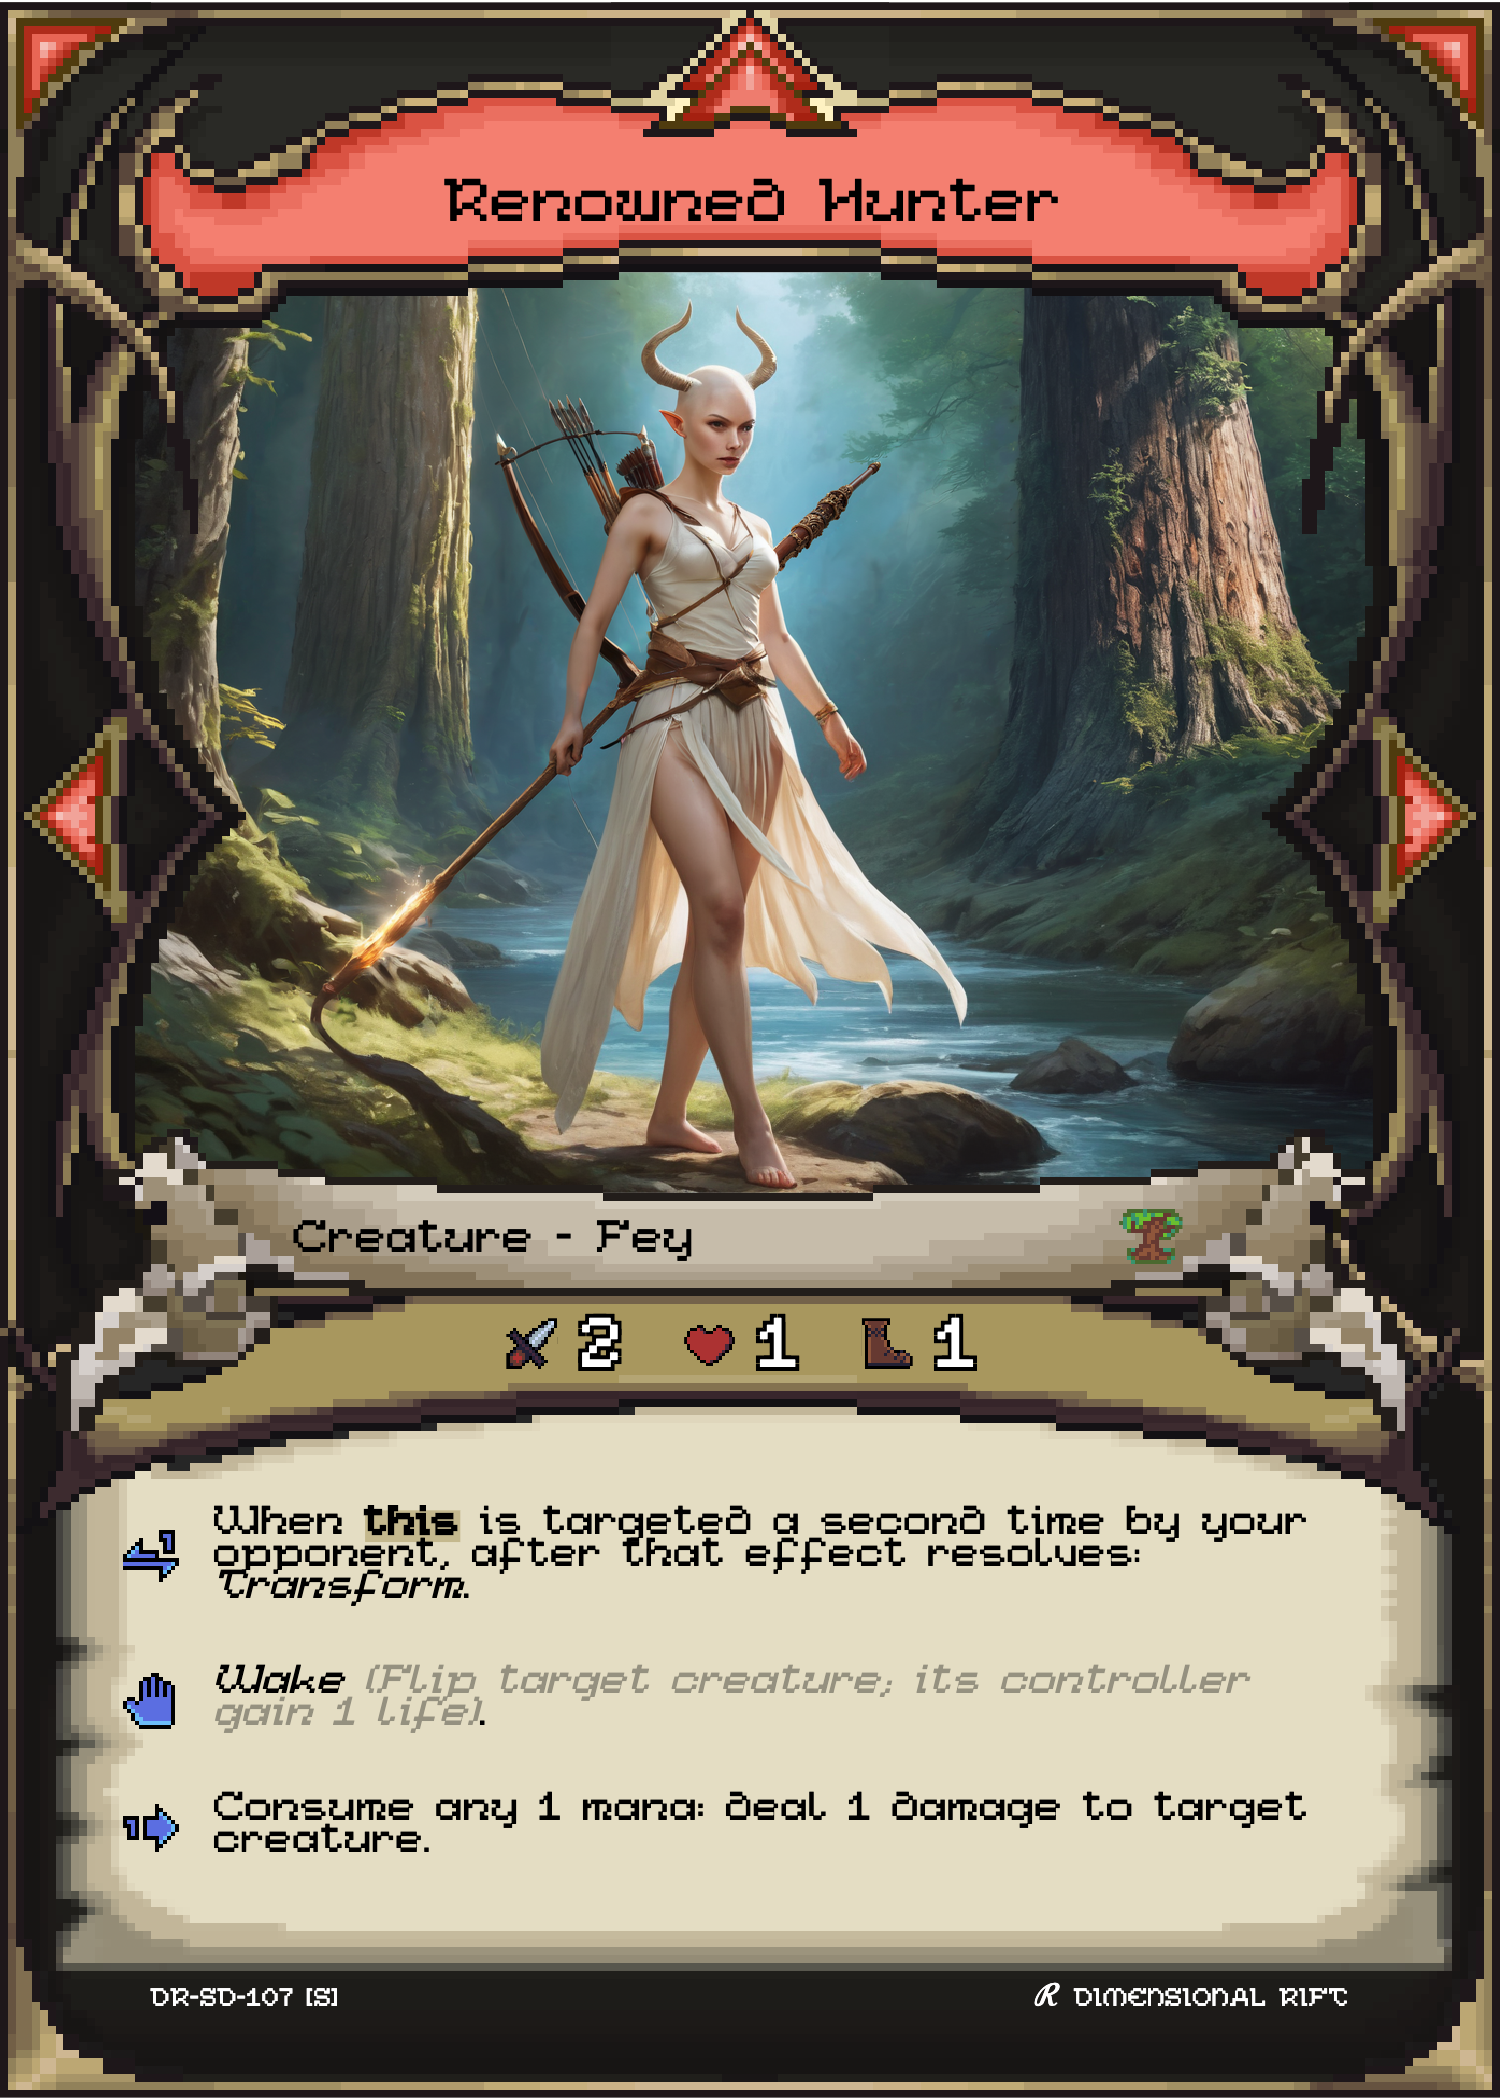 Renowned Hunter
Creature - Fey
2 1 1
When this is targeted a second time by your
opponent, after that effect resolves:
Transform.
Wake (Flip target creature; its controller
gain 1 life).
Consume any 1 mana: deal 1 damage to target
creature.
DR-SD-107 [S]
R DIMENSIONAL RIFT